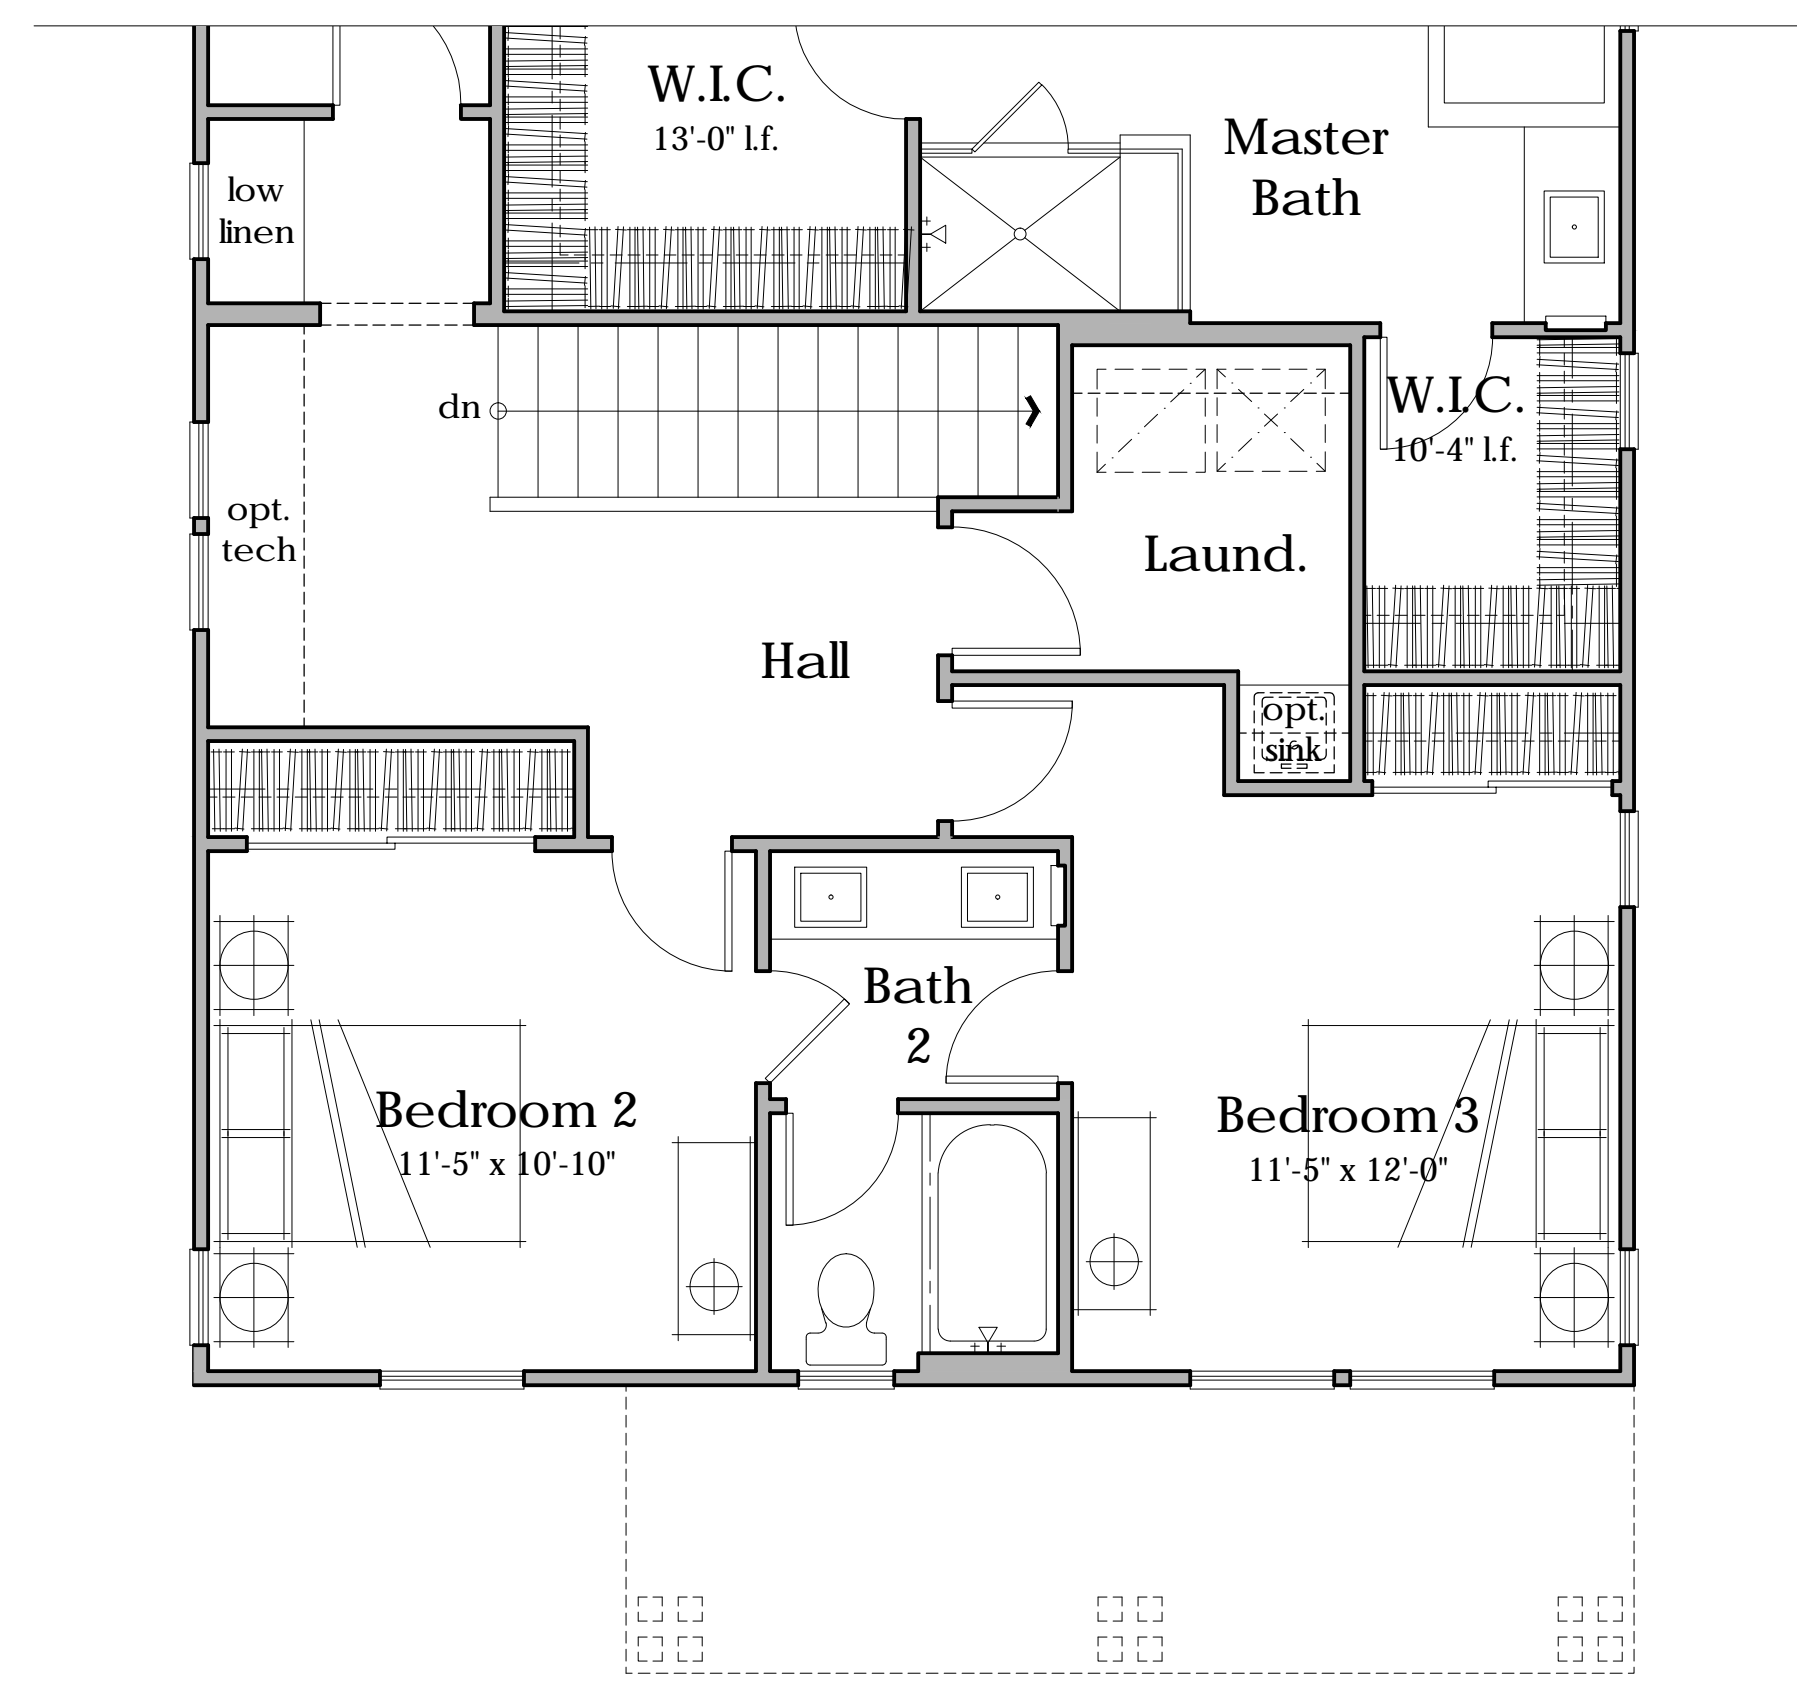 W.I.C.
13'-0" l.f.
Master
Bath
low
linen
dn
W.I.C.
10'-4" l.f.
opt.
tech
Laund.
Hall
opt.
sink
Bath
2
Bedroom 2
11'-5" x 10'-10"
Bedroom 3
11'-5" x 12'-0"